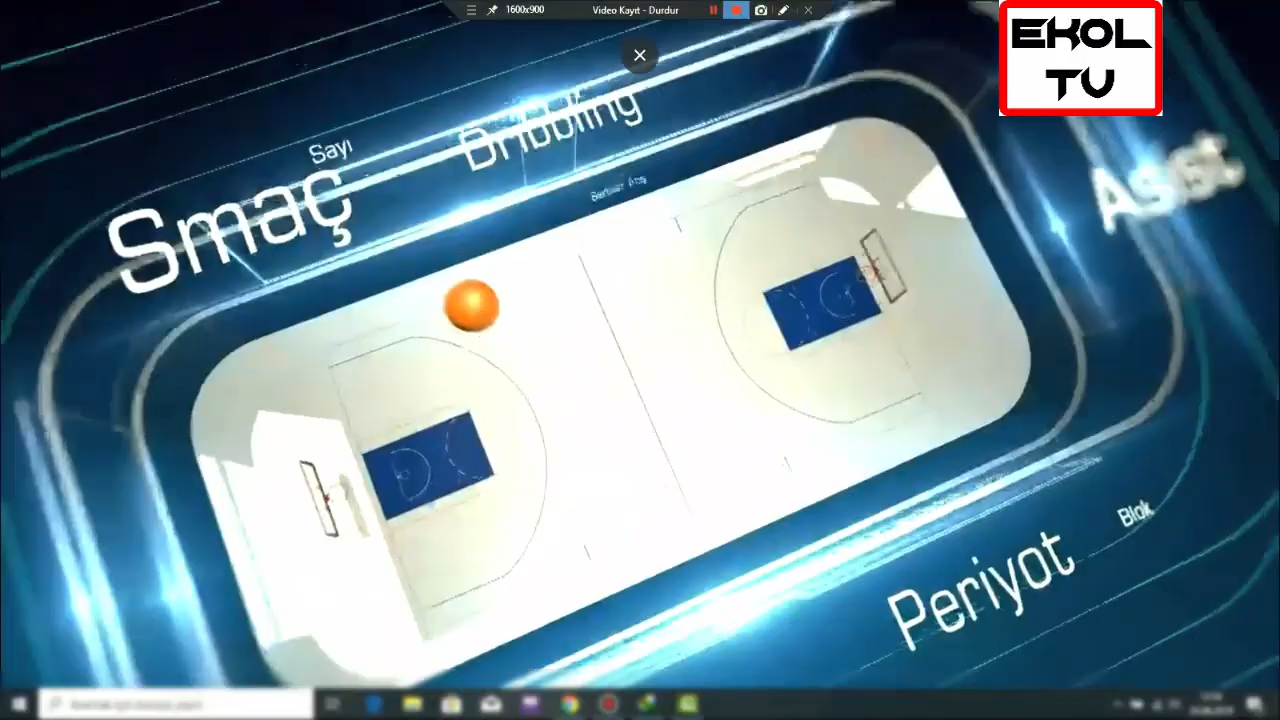 1600x900
Video Kayıt - Durdur
EKOL
TV
Sayı
Dribbling
Smaç
Asist
Blok
Periyot